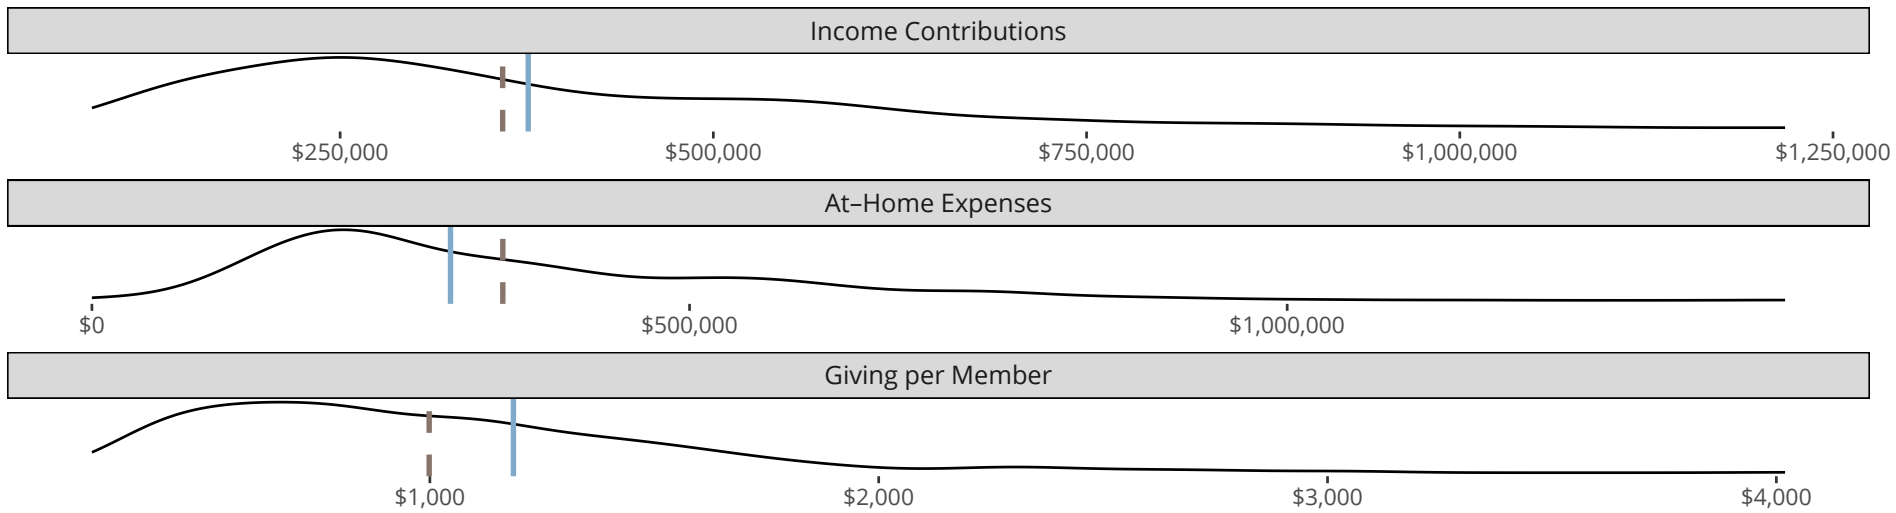 Income Contributions
$250,000 $500,000 $750,000 $1,000,000 $1,250,000
At–Home Expenses
$0 $500,000 $1,000,000
Giving per Member
$1,000 $2,000 $3,000 $4,000